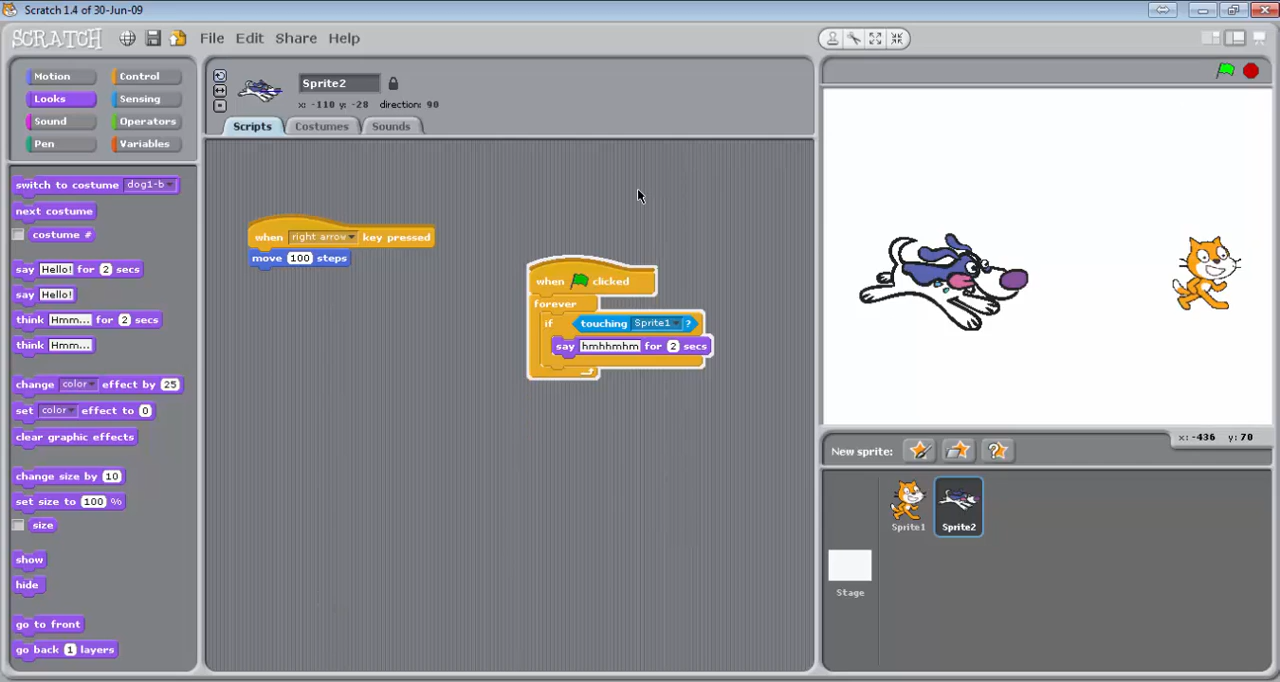 Scratch 1.4 of 30-Jun-09
SCRATCH File Edit Share Help
Motion Control
Looks Sensing
Sound Operators
Pen Variables
switch to costume dog1-b
next costume
costume #
say Hello! for 2 secs
say Hello!
think Hmm... for 2 secs
think Hmm...
change color effect by 25
set color effect to 0
clear graphic effects
change size by 10
set size to 100 %
size
show
hide
go to front
go back 1 layers
Sprite2
x: -110 y: -28 direction: 90
Scripts Costumes Sounds
when right arrow key pressed
move 100 steps
when clicked
forever
if touching Sprite1 ?
say hmhhmhm for 2 secs
x: -436 y: 70
New sprite:
Sprite1 Sprite2
Stage